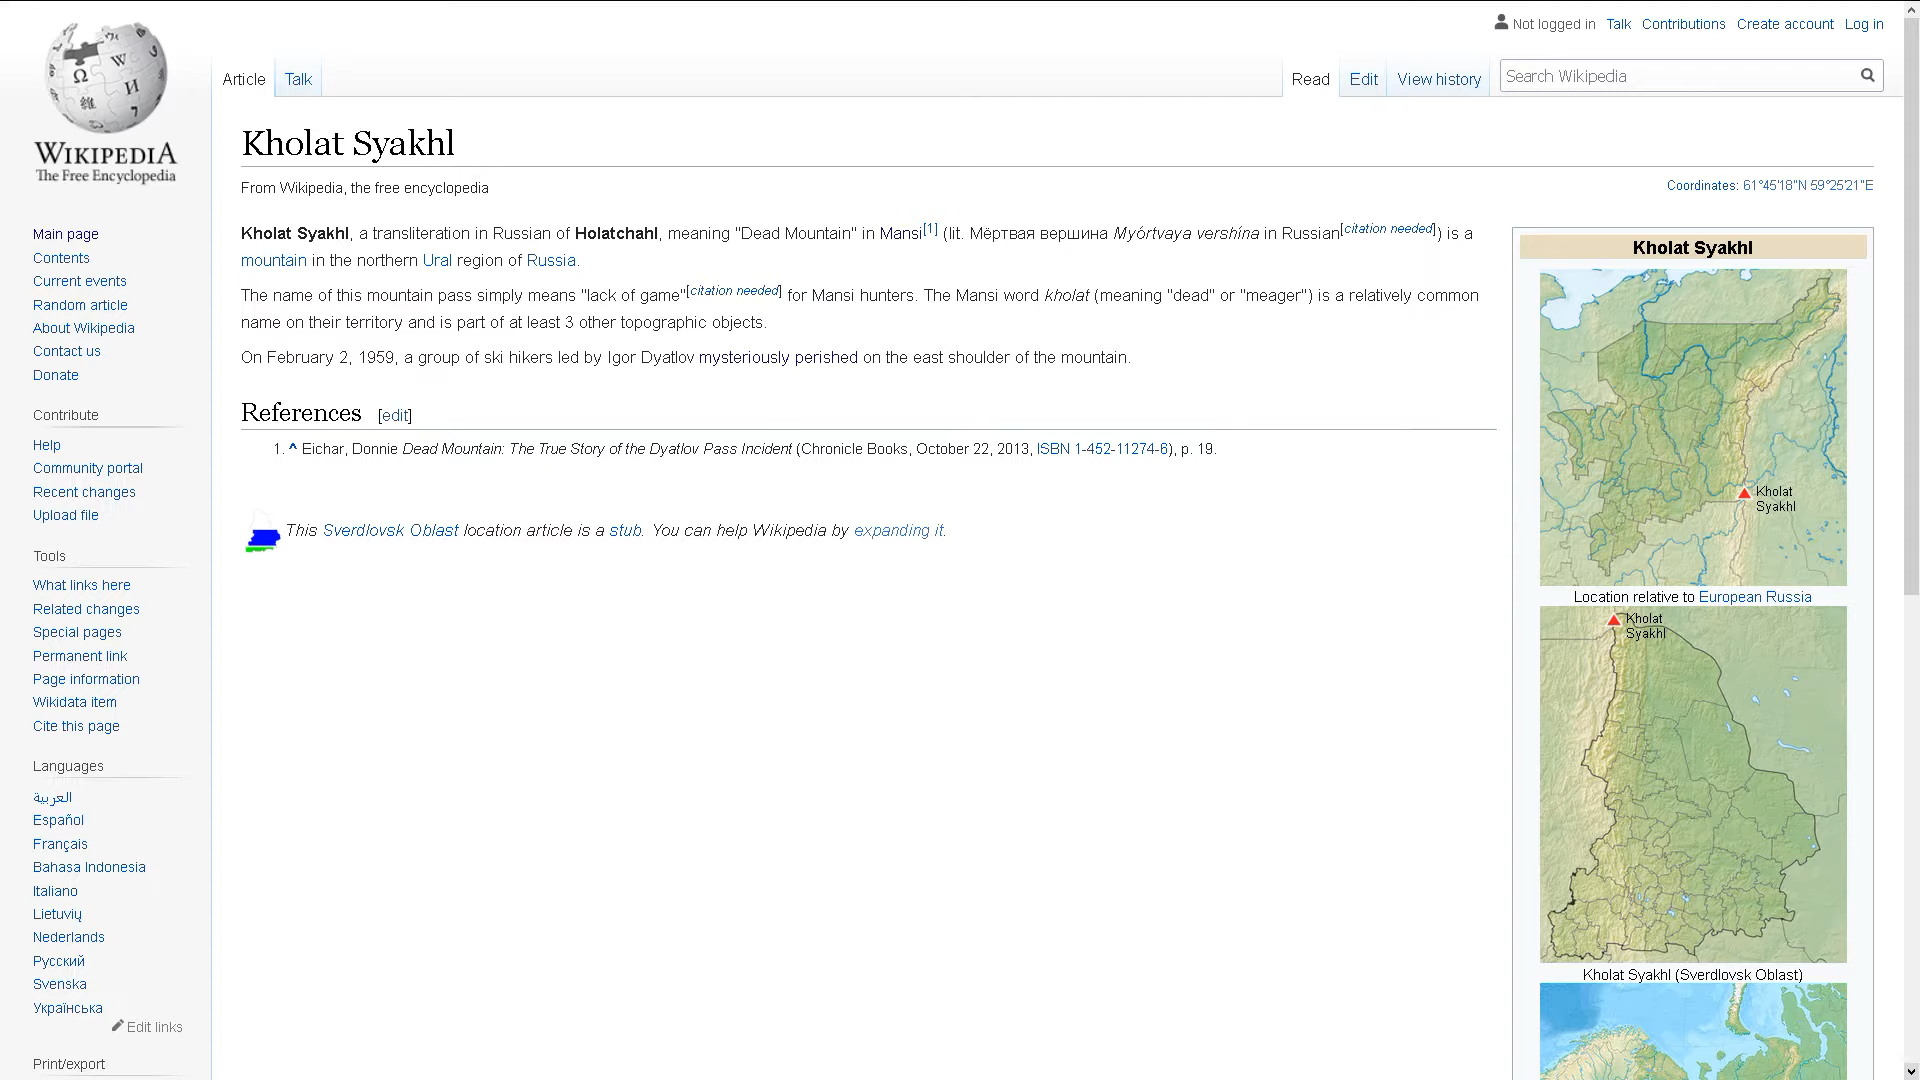 Not logged in Talk Contributions Create account Log in
Article Talk Read Edit View history Search Wikipedia
WIKIPEDIA
The Free Encyclopedia
Main page
Contents
Current events
Random article
About Wikipedia
Contact us
Donate
Contribute
Help
Community portal
Recent changes
Upload file
Tools
What links here
Related changes
Special pages
Permanent link
Page information
Wikidata item
Cite this page
Languages
العربية
Español
Français
Bahasa Indonesia
Italiano
Lietuvių
Nederlands
Русский
Svenska
Українська
Edit links
Print/export
Kholat Syakhl
From Wikipedia, the free encyclopedia
Coordinates: 61°45′18″N 59°25′21″E
Kholat Syakhl, a transliteration in Russian of Holatchahl, meaning "Dead Mountain" in Mansi[1] (lit. Мёртвая вершина Myórtvaya vershína in Russian[citation needed]) is a
mountain in the northern Ural region of Russia.
The name of this mountain pass simply means "lack of game"[citation needed] for Mansi hunters. The Mansi word kholat (meaning "dead" or "meager") is a relatively common
name on their territory and is part of at least 3 other topographic objects.
On February 2, 1959, a group of ski hikers led by Igor Dyatlov mysteriously perished on the east shoulder of the mountain.
References [edit]
1. ^ Eichar, Donnie Dead Mountain: The True Story of the Dyatlov Pass Incident (Chronicle Books, October 22, 2013, ISBN 1-452-11274-6), p. 19.
This Sverdlovsk Oblast location article is a stub. You can help Wikipedia by expanding it.
Kholat Syakhl
Kholat
Syakhl
Location relative to European Russia
Kholat
Syakhl
Kholat Syakhl (Sverdlovsk Oblast)